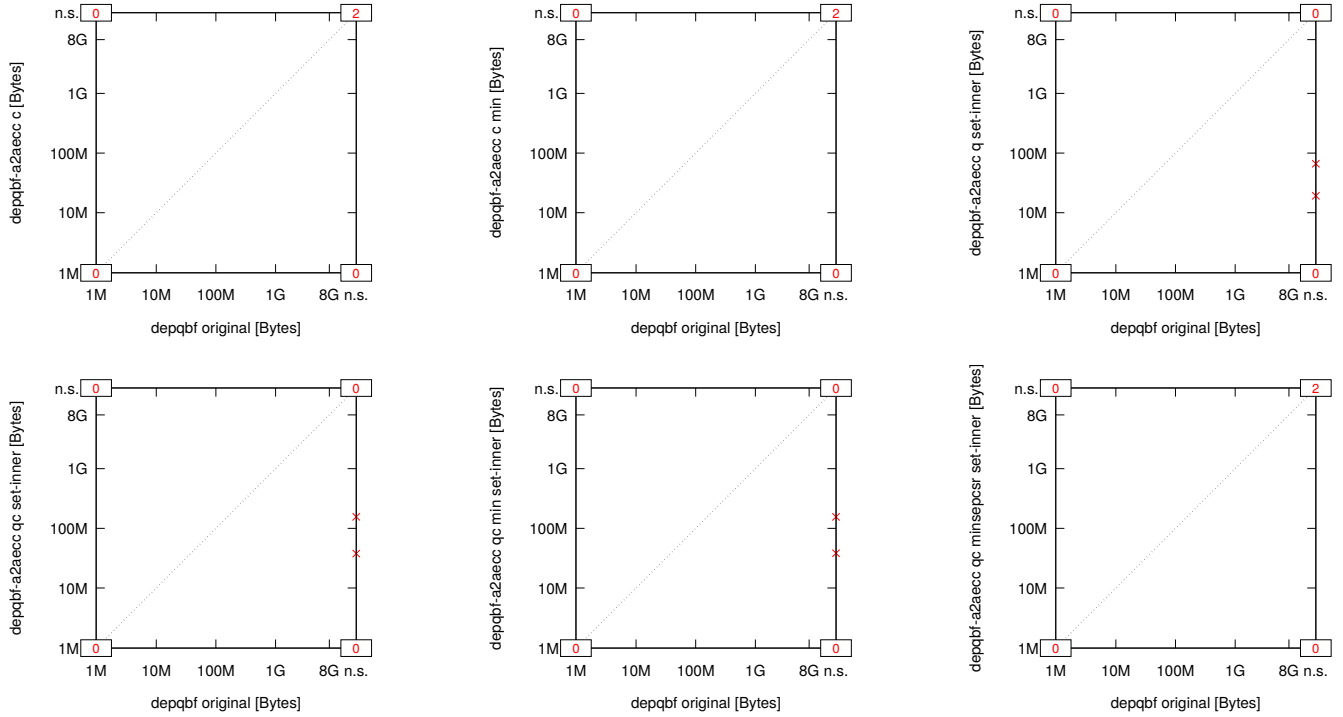 n.s. 0 2
8G
1G
100M
10M
1M 0 0
1M 10M 100M 1G 8G n.s.
depqbf original [Bytes]
depqbf-a2aecc c [Bytes]
n.s. 0 2
8G
1G
100M
10M
1M 0 0
1M 10M 100M 1G 8G n.s.
depqbf original [Bytes]
depqbf-a2aecc c min [Bytes]
n.s. 0 0
8G
1G
100M
10M
1M 0 0
1M 10M 100M 1G 8G n.s.
depqbf original [Bytes]
depqbf-a2aecc q set-inner [Bytes]
n.s. 0 0
8G
1G
100M
10M
1M 0 0
1M 10M 100M 1G 8G n.s.
depqbf original [Bytes]
depqbf-a2aecc qc set-inner [Bytes]
n.s. 0 0
8G
1G
100M
10M
1M 0 0
1M 10M 100M 1G 8G n.s.
depqbf original [Bytes]
depqbf-a2aecc qc min set-inner [Bytes]
n.s. 0 2
8G
1G
100M
10M
1M 0 0
1M 10M 100M 1G 8G n.s.
depqbf original [Bytes]
depqbf-a2aecc qc minsepcsr set-inner [Bytes]